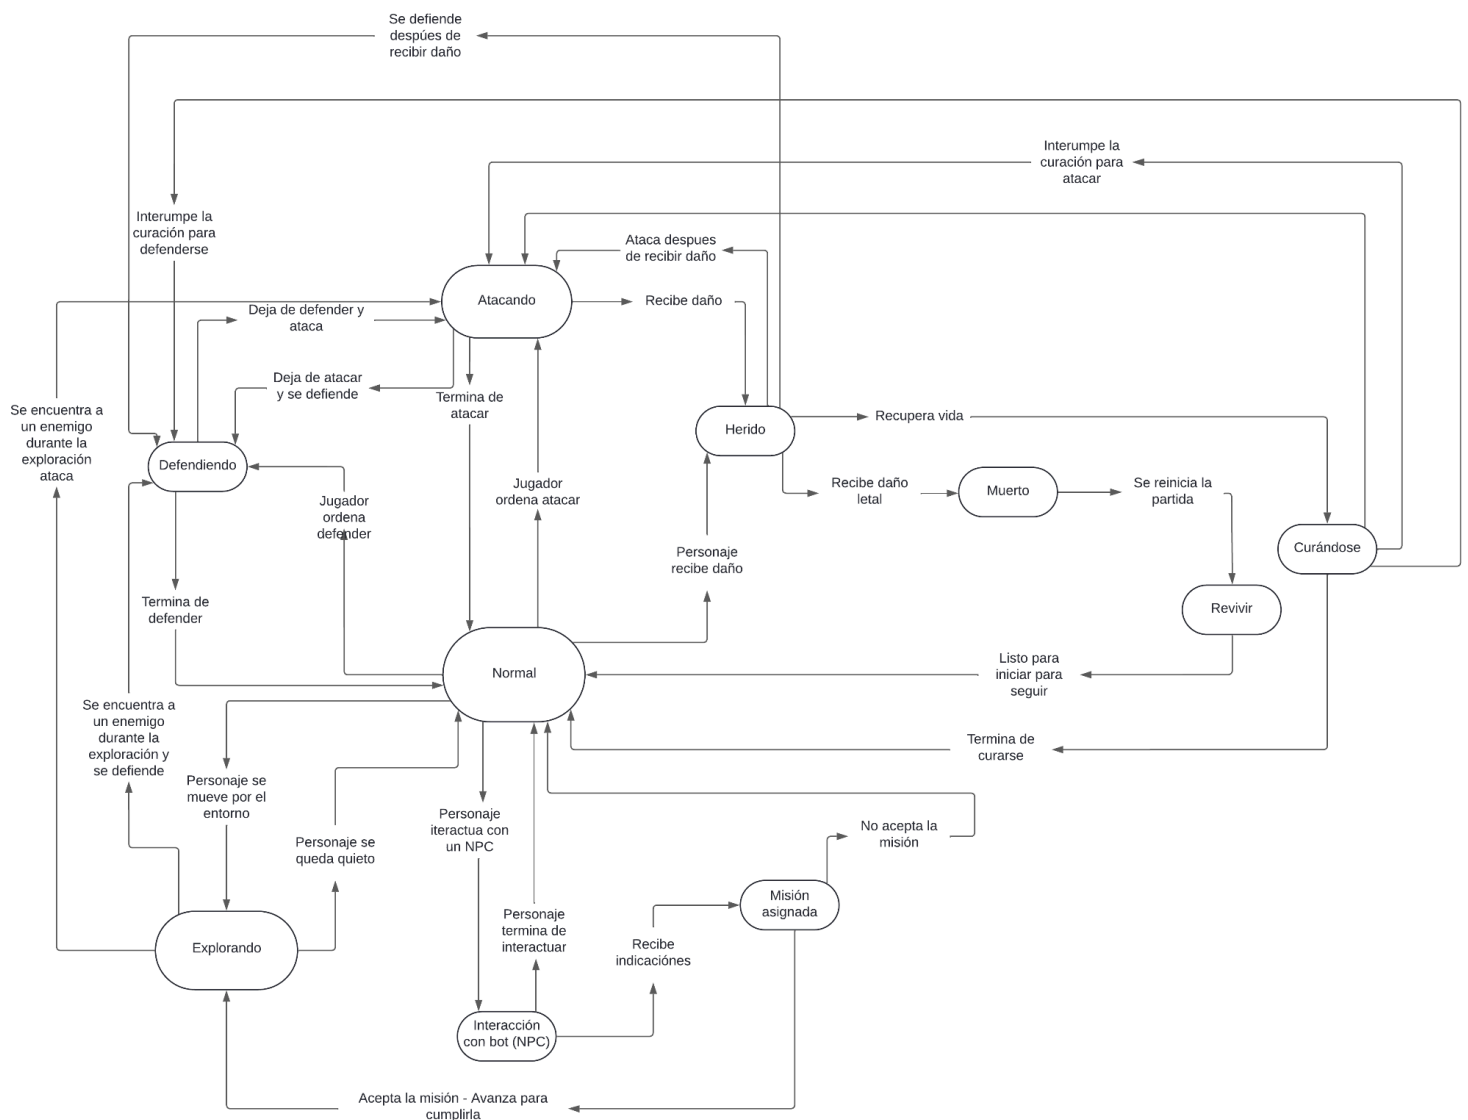 Se defiende
despúes de
recibir daño
Interumpe la
curación para
atacar
Interumpe la
curación para
defenderse
Ataca despues
de recibir daño
Atacando
Recibe daño
Deja de defender y
ataca
Deja de atacar
y se defiende
Termina de
atacar
Se encuentra a
un enemigo
durante la
exploración
ataca
Herido
Recupera vida
Defendiendo
Jugador
ordena
defender
Jugador
ordena atacar
Recibe daño
letal
Muerto
Se reinicia la
partida
Curándose
Personaje
recibe daño
Termina de
defender
Revivir
Normal
Listo para
iniciar para
seguir
Se encuentra a
un enemigo
durante la
exploración y
se defiende
Termina de
curarse
Personaje se
mueve por el
entorno
Personaje se
queda quieto
Personaje
iteractua con
un NPC
No acepta la
misión
Misión
asignada
Personaje
termina de
interactuar
Recibe
indicaciónes
Explorando
Interacción
con bot (NPC)
Acepta la misión - Avanza para
cumplirla